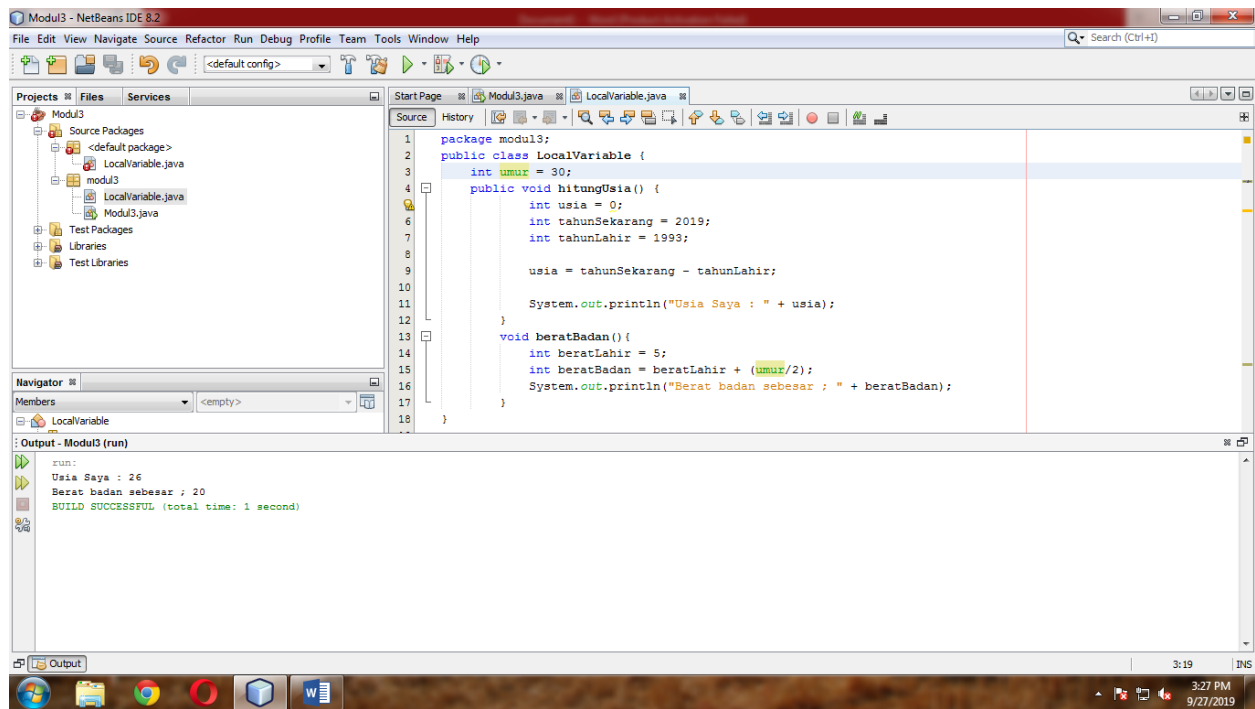 Modul3 - NetBeans IDE 8.2
File Edit View Navigate Source Refactor Run Debug Profile Team Tools Window Help
Search (Ctrl+I)
<default config>
Projects Files Services
Start Page Modul3.java LocalVariable.java
Source History
Modul3
Source Packages
<default package>
LocalVariable.java
modul3
LocalVariable.java
Modul3.java
Test Packages
Libraries
Test Libraries
Navigator
Members <empty>
LocalVariable
1 package modul3;
2 public class LocalVariable {
3 int umur = 30;
4 public void hitungUsia() {
int usia = 0;
6 int tahunSekarang = 2019;
7 int tahunLahir = 1993;
8
9 usia = tahunSekarang - tahunLahir;
10
11 System.out.println("Usia Saya : " + usia);
12 }
13 void beratBadan(){
14 int beratLahir = 5;
15 int beratBadan = beratLahir + (umur/2);
16 System.out.println("Berat badan sebesar ; " + beratBadan);
17 }
18 }
Output - Modul3 (run)
run:
Usia Saya : 26
Berat badan sebesar ; 20
BUILD SUCCESSFUL (total time: 1 second)
Output
3:19 INS
3:27 PM
9/27/2019